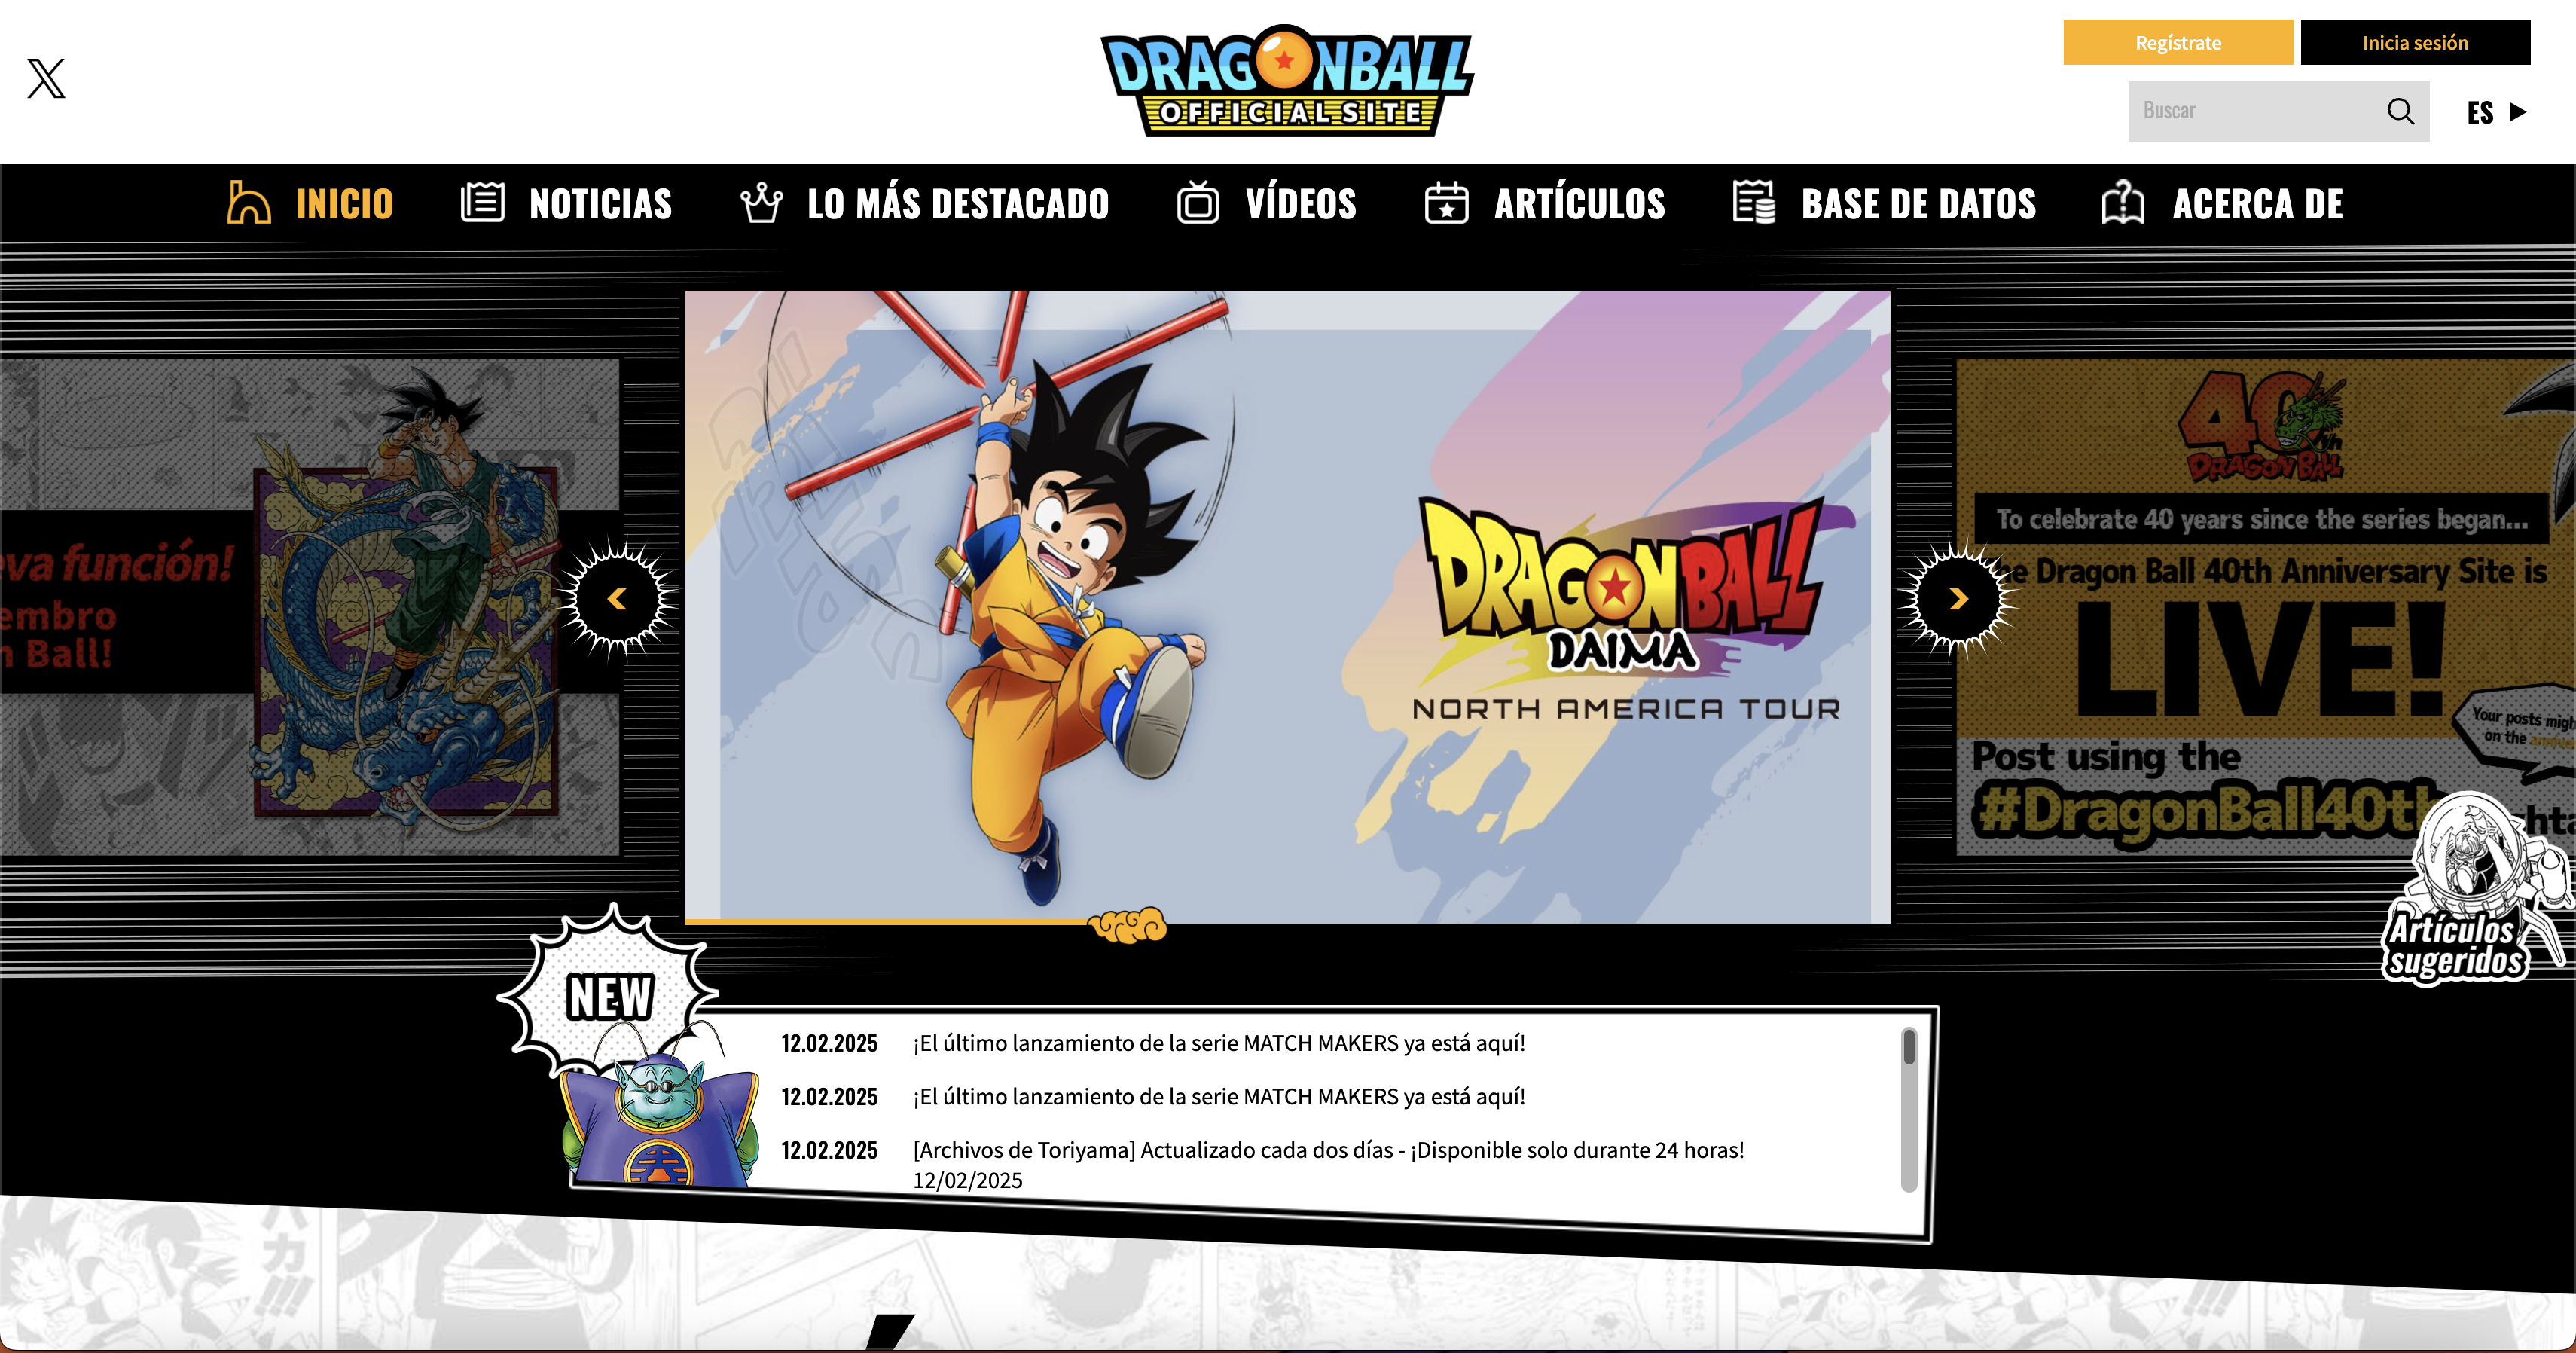 Regístrate
Inicia sesión
DRAGONBALL
OFFICIAL SITE
Buscar
ES
INICIO
NOTICIAS
LO MÁS DESTACADO
VÍDEOS
ARTÍCULOS
BASE DE DATOS
ACERCA DE
va función!
embro
Ball!
DRAGON BALL
DAIMA
NORTH AMERICA TOUR
40th
DRAGON BALL
To celebrate 40 years since the series began...
Dragon Ball 40th Anniversary Site is
LIVE!
Your posts
on the
Post using the
#DragonBall40th
Artículos
sugeridos
NEW
12.02.2025 ¡El último lanzamiento de la serie MATCH MAKERS ya está aquí!
12.02.2025 ¡El último lanzamiento de la serie MATCH MAKERS ya está aquí!
12.02.2025 [Archivos de Toriyama] Actualizado cada dos días - ¡Disponible solo durante 24 horas!
12/02/2025